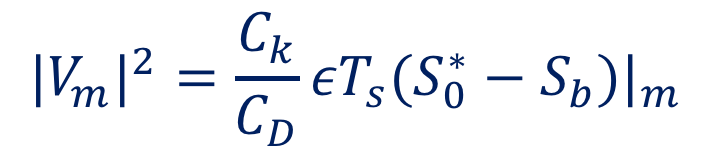 |V_m|^2 = \frac{C_k}{C_D} \epsilon T_s (S_0^* - S_b)|_m